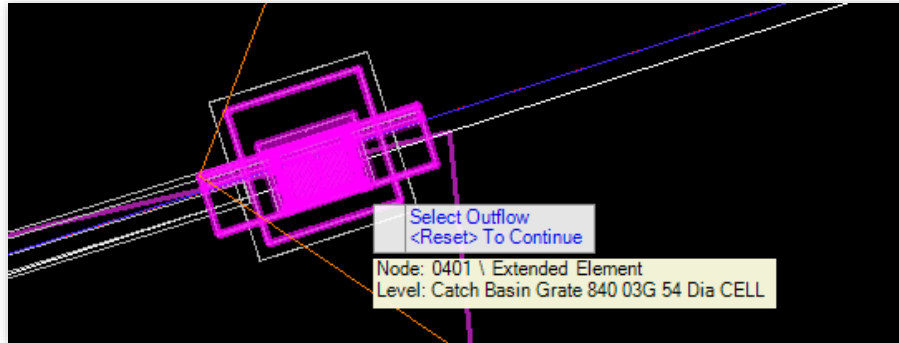 Select Outflow
<Reset> To Continue
Node: 0401 \ Extended Element
Level: Catch Basin Grate 840 03G 54 Dia CELL